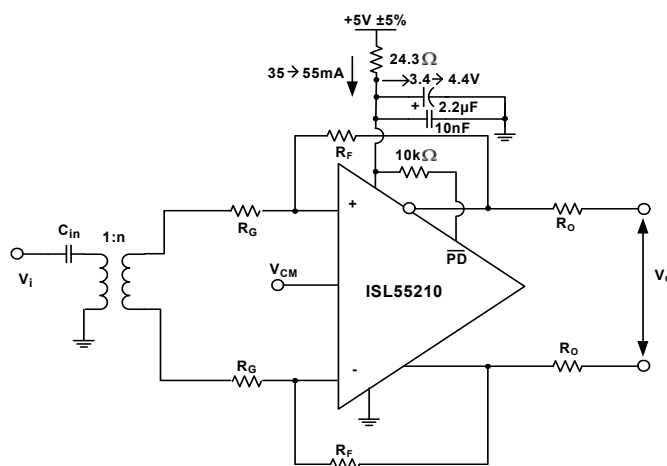 +5V ±5%
24.3Ω
35→55mA
3.4→4.4V
+
2.2µF
10nF
R_F
10kΩ
C_in
1:n
R_G
+
R_O
PD
V_i
V_CM
ISL55210
V
R_G
-
R_O
R_F